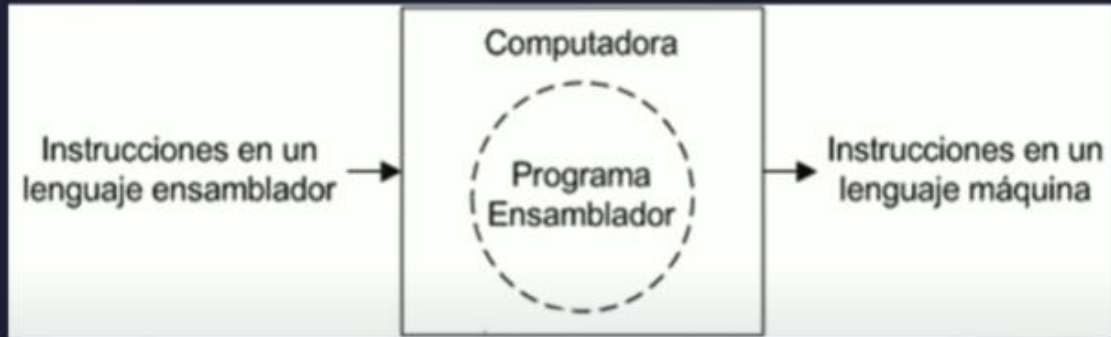 Computadora
Instrucciones en un
lenguaje ensamblador
Programa
Ensamblador
Instrucciones en un
lenguaje máquina